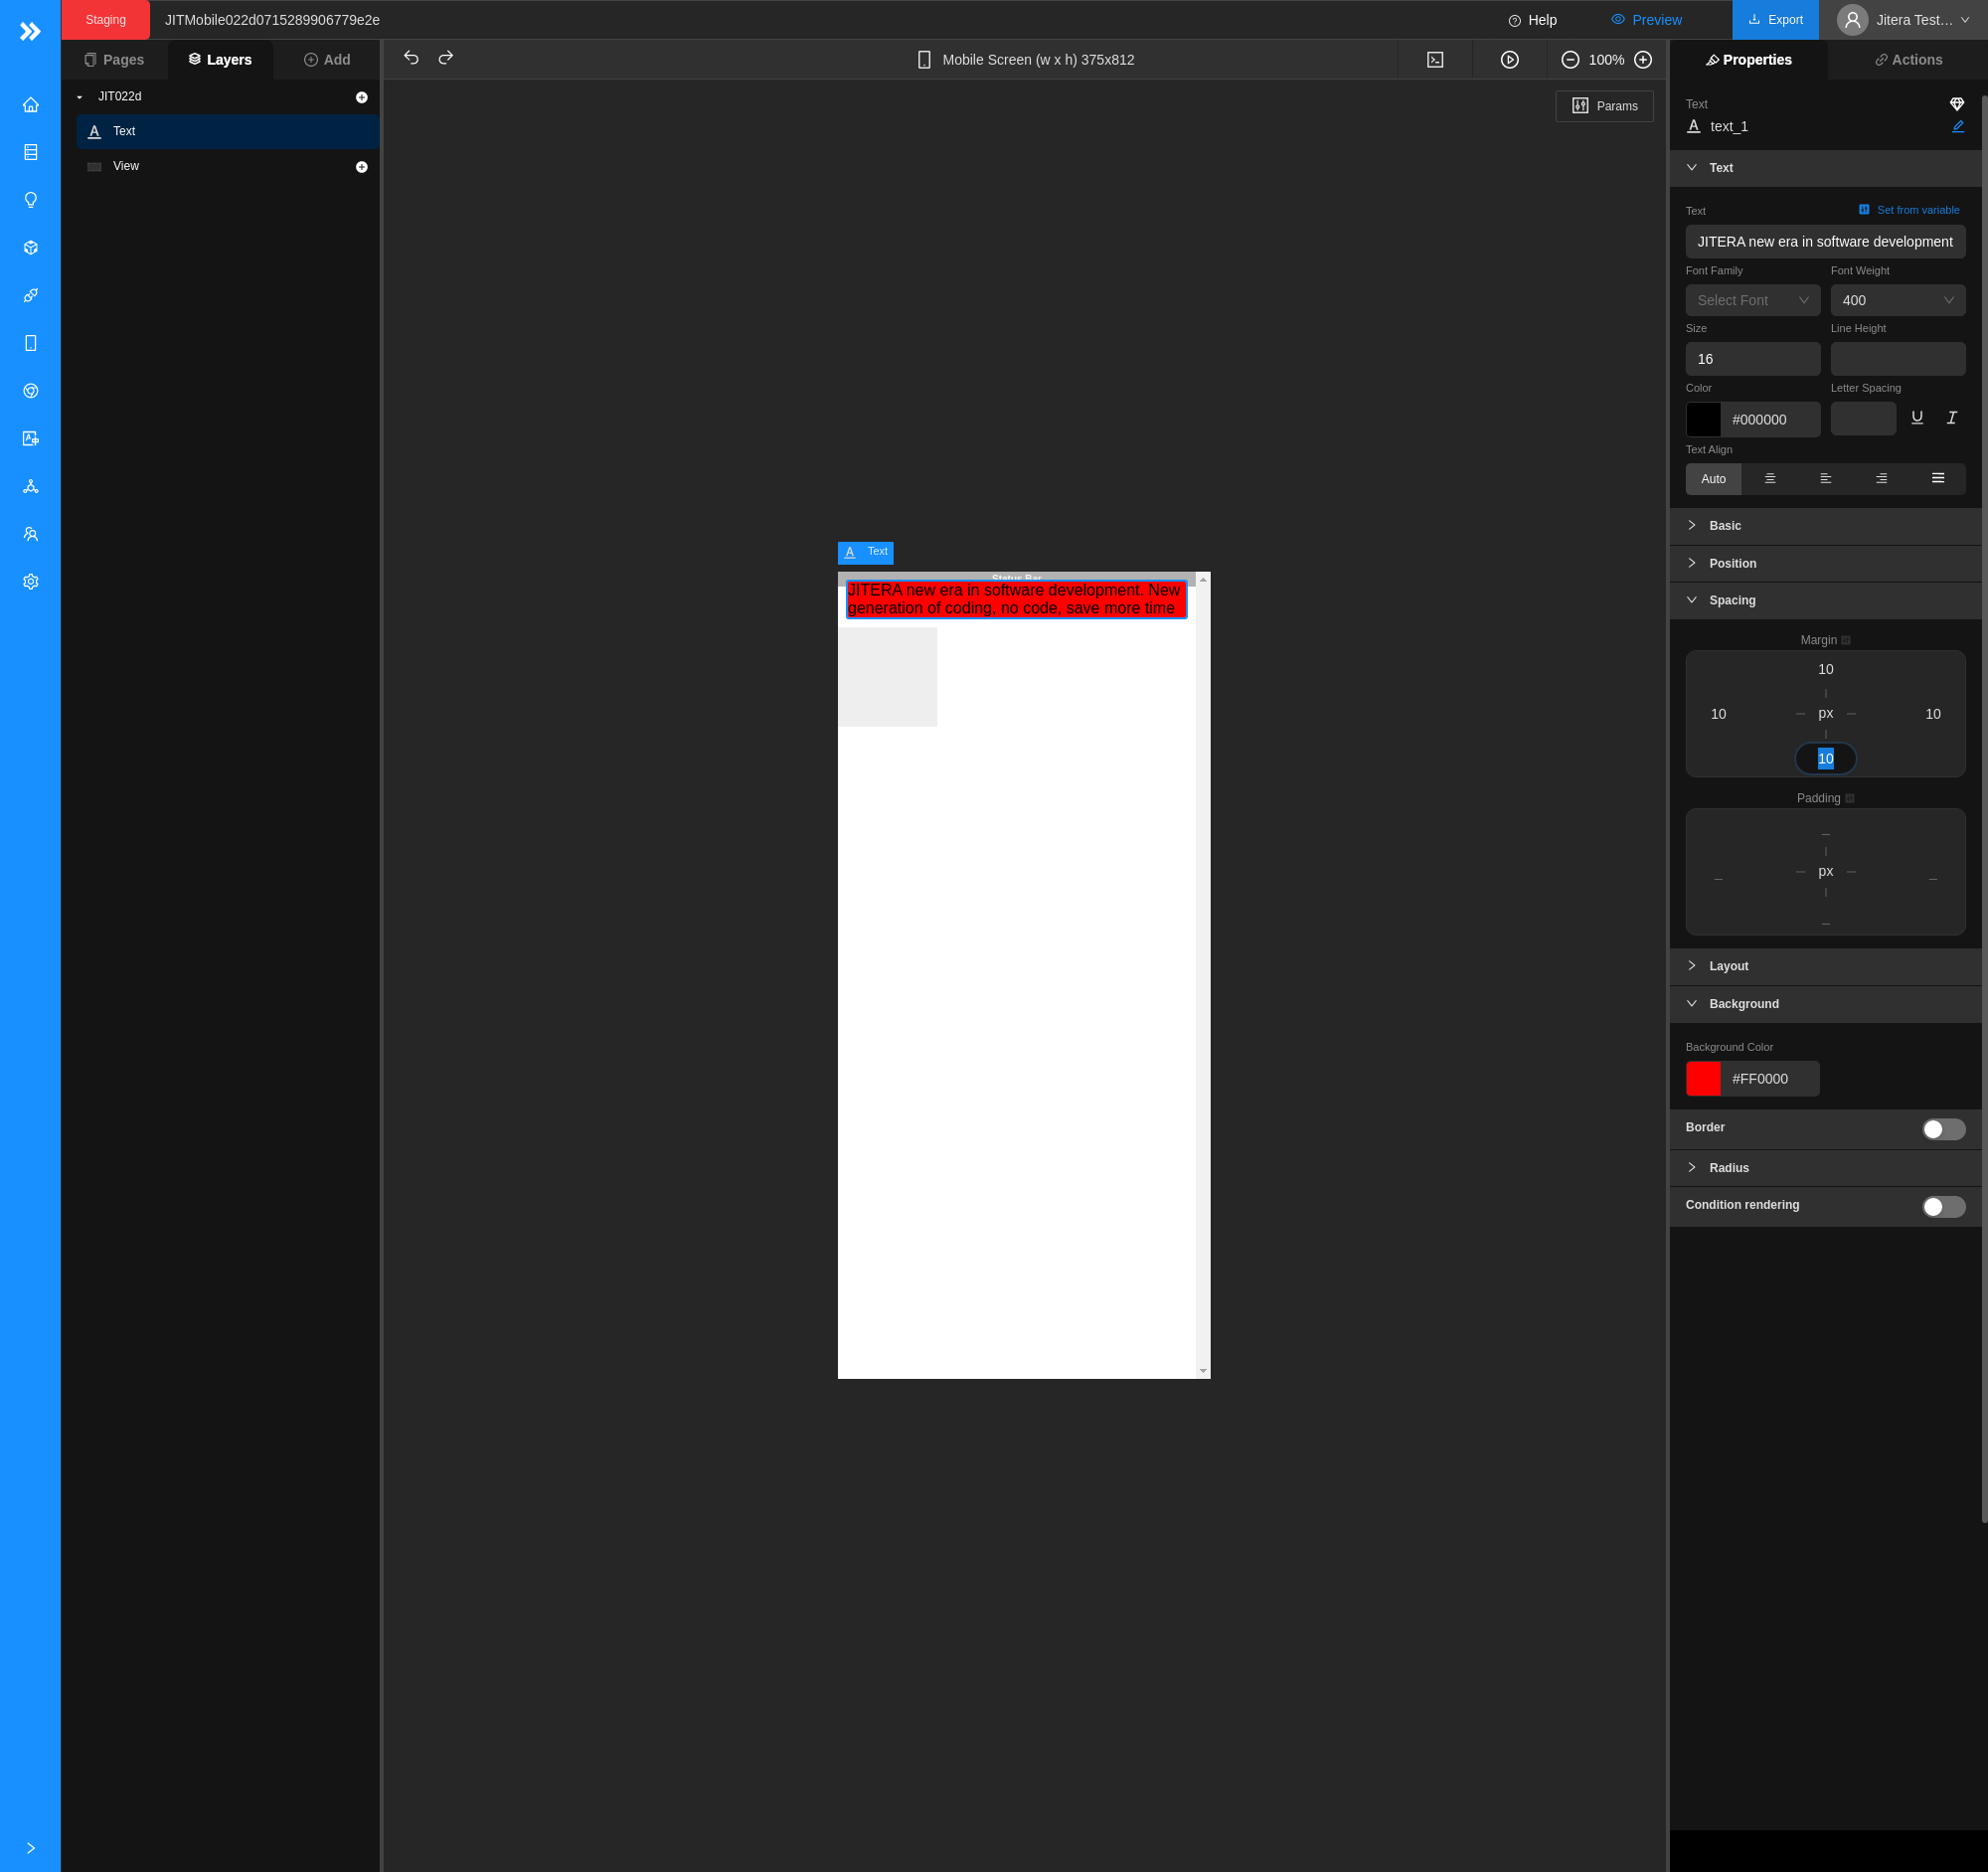 Staging
JITMobile022d0715289906779e2e
Help
Preview
Export
Jitera Test...
Pages
Layers
Add
Mobile Screen (w x h) 375x812
100%
Properties
Actions
JIT022d
Text
View
Params
Text
text_1
Text
Text
Set from variable
JITERA new era in software development
Font Family
Font Weight
Select Font
400
Size
Line Height
16
Color
Letter Spacing
#000000
Text Align
Auto
Basic
Position
Spacing
Margin
10
10
px
10
10
Padding
px
Layout
Background
Background Color
#FF0000
Border
Radius
Condition rendering
Text
Status Bar
JITERA new era in software development. New
generation of coding, no code, save more time